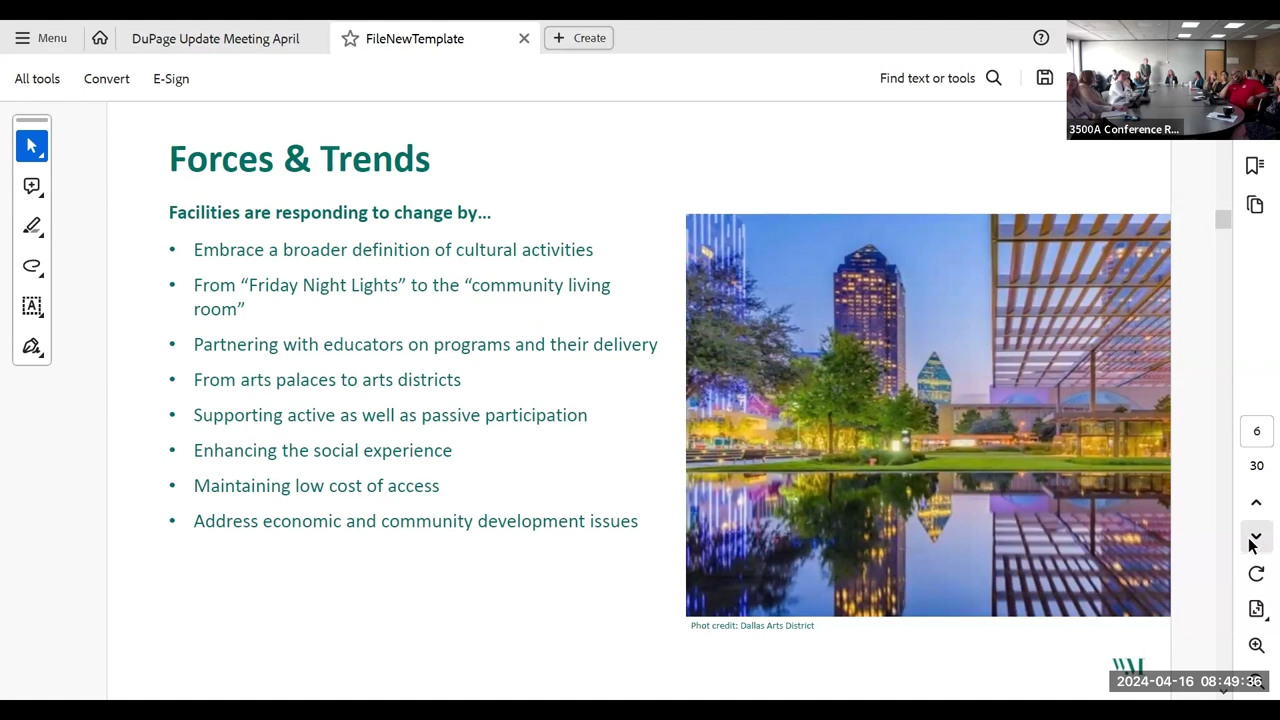 Menu
DuPage Update Meeting April
FileNewTemplate
Create
All tools
Convert
E-Sign
Find text or tools
3500A Conference R...
Forces & Trends
Facilities are responding to change by...
• Embrace a broader definition of cultural activities
• From “Friday Night Lights” to the “community living
room”
• Partnering with educators on programs and their delivery
• From arts palaces to arts districts
• Supporting active as well as passive participation
• Enhancing the social experience
• Maintaining low cost of access
• Address economic and community development issues
Phot credit: Dallas Arts District
6
30
WM
2024-04-16 08:49:36